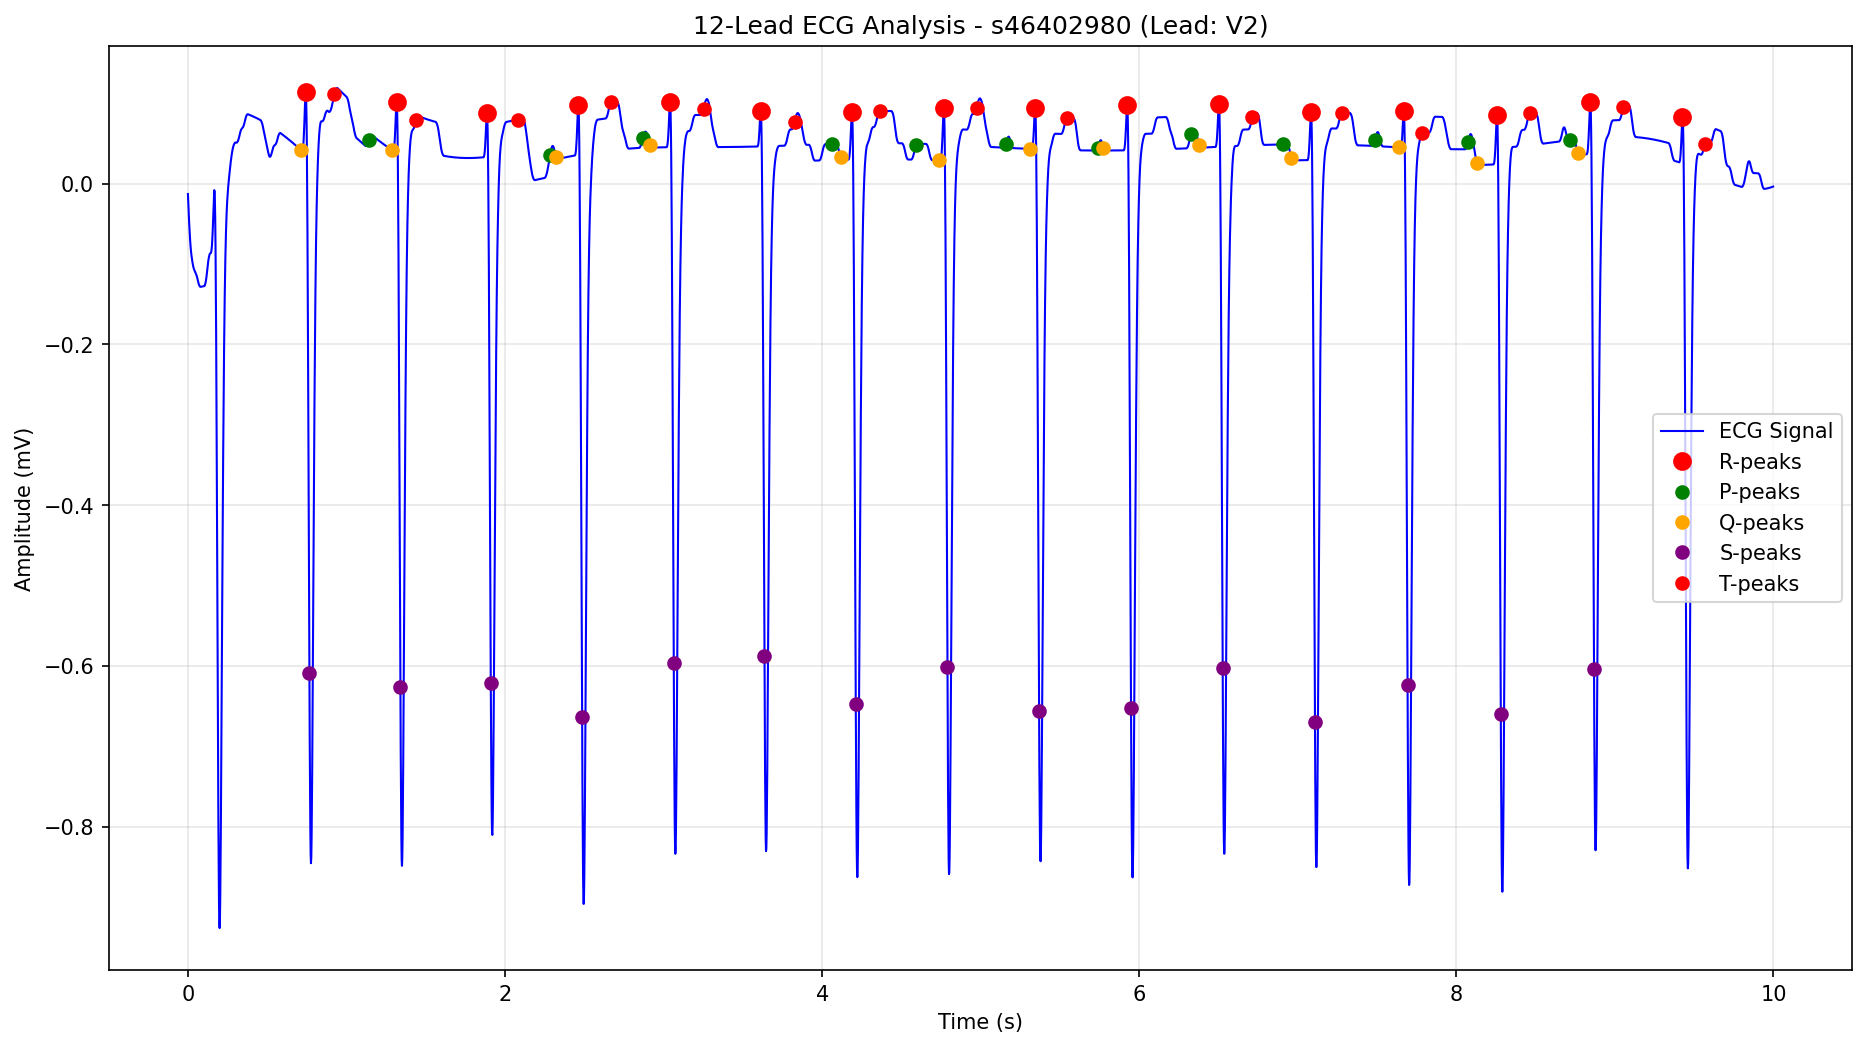 12-Lead ECG Analysis - s46402980 (Lead: V2)
Amplitude (mV)
0.0
−0.2
−0.4
−0.6
−0.8
ECG Signal
R-peaks
P-peaks
Q-peaks
S-peaks
T-peaks
0 2 4 6 8 10
Time (s)